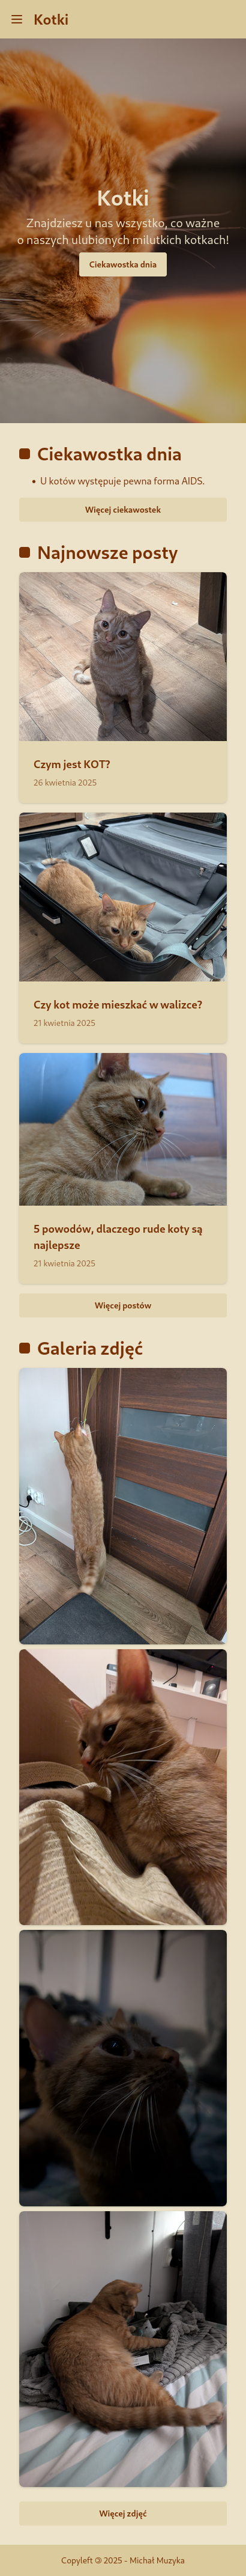 Kotki
Kotki
Znajdziesz u nas wszystko, co ważne
o naszych ulubionych milutkich kotkach!
Ciekawostka dnia
Ciekawostka dnia
• U kotów występuje pewna forma AIDS.
Więcej ciekawostek
Najnowsze posty
Czym jest KOT?
26 kwietnia 2025
Czy kot może mieszkać w walizce?
21 kwietnia 2025
5 powodów, dlaczego rude koty są
najlepsze
21 kwietnia 2025
Więcej postów
Galeria zdjęć
Więcej zdjęć
Copyleft 🄯 2025 - Michał Muzyka